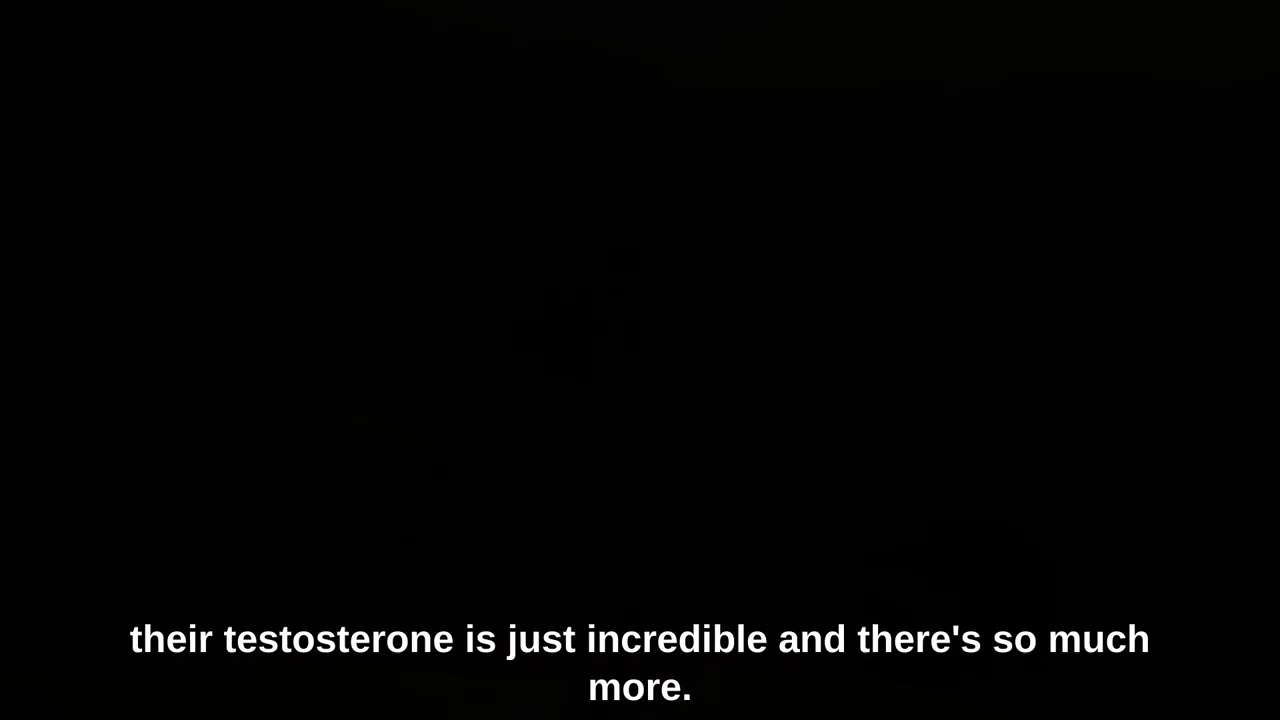 their testosterone is just incredible and there's so much
more.